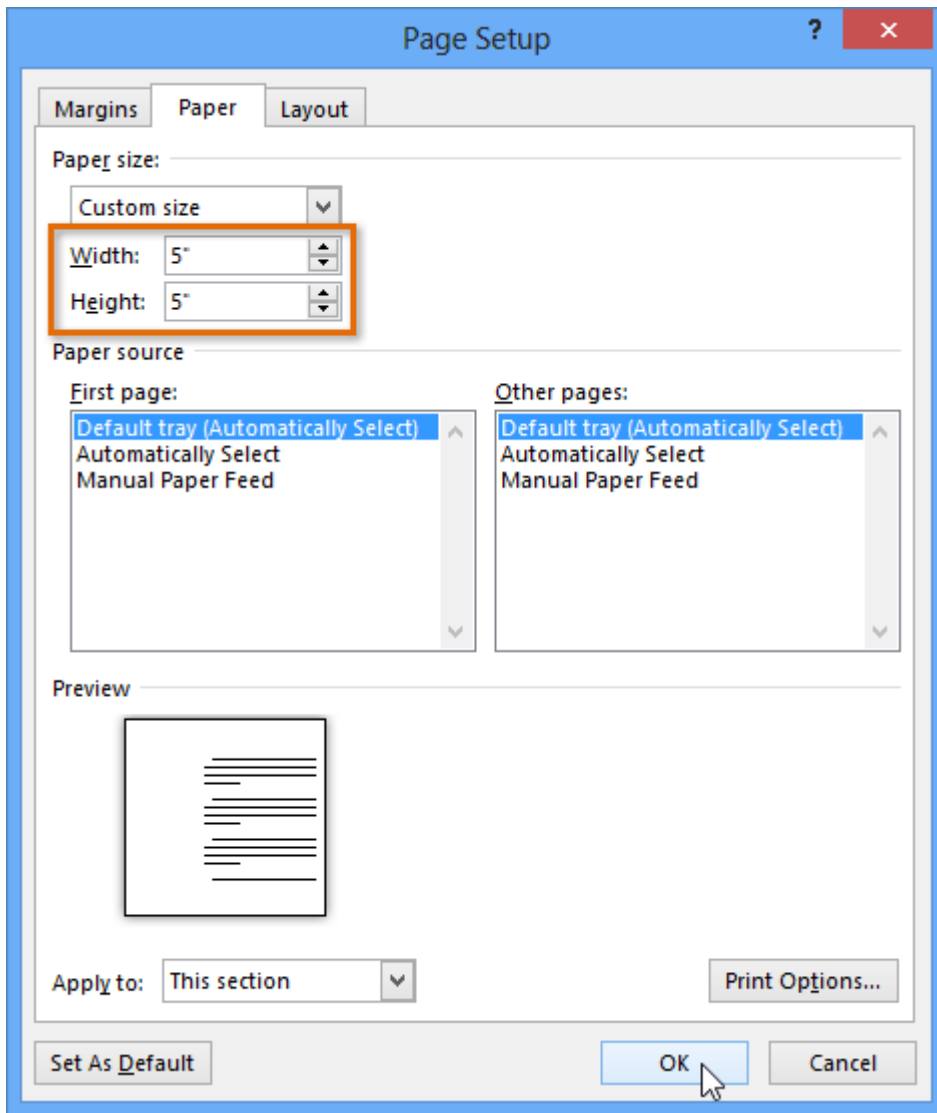 Page Setup ?
Margins Paper Layout
Paper size:
Custom size
Width: 5"
Height: 5"
Paper source
First page: Other pages:
Default tray (Automatically Select) Default tray (Automatically Select)
Automatically Select Automatically Select
Manual Paper Feed Manual Paper Feed
Preview
Apply to: This section Print Options...
Set As Default OK Cancel